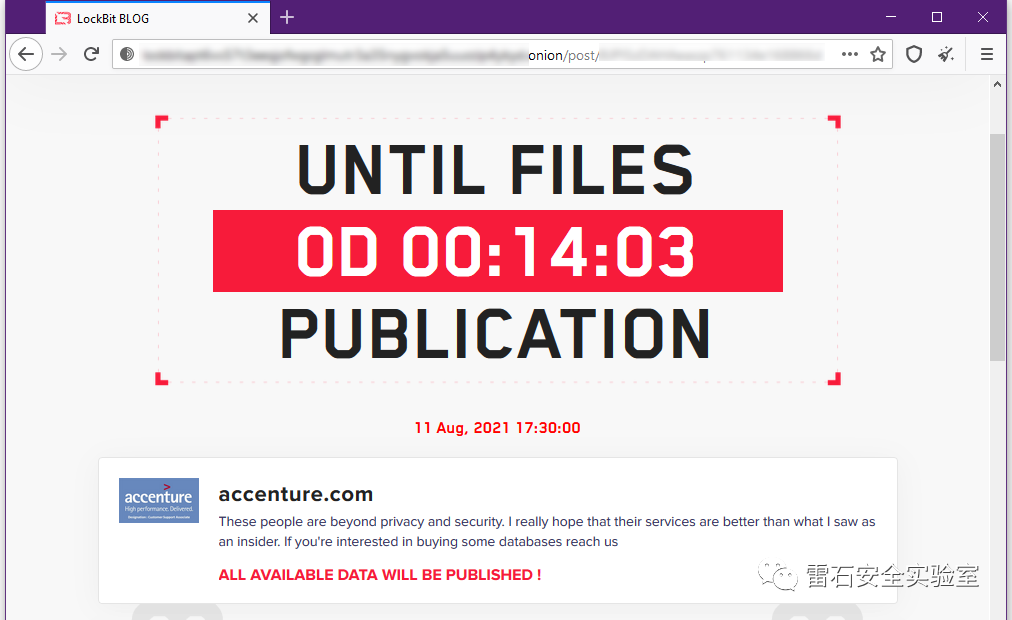 LockBit BLOG
onion/post/
UNTIL FILES
0D 00:14:03
PUBLICATION
11 Aug, 2021 17:30:00
accenture
High performance. Delivered.
accenture.com
These people are beyond privacy and security. I really hope that their services are better than what I saw as
an insider. If you're interested in buying some databases reach us
ALL AVAILABLE DATA WILL BE PUBLISHED !
雷石安全实验室